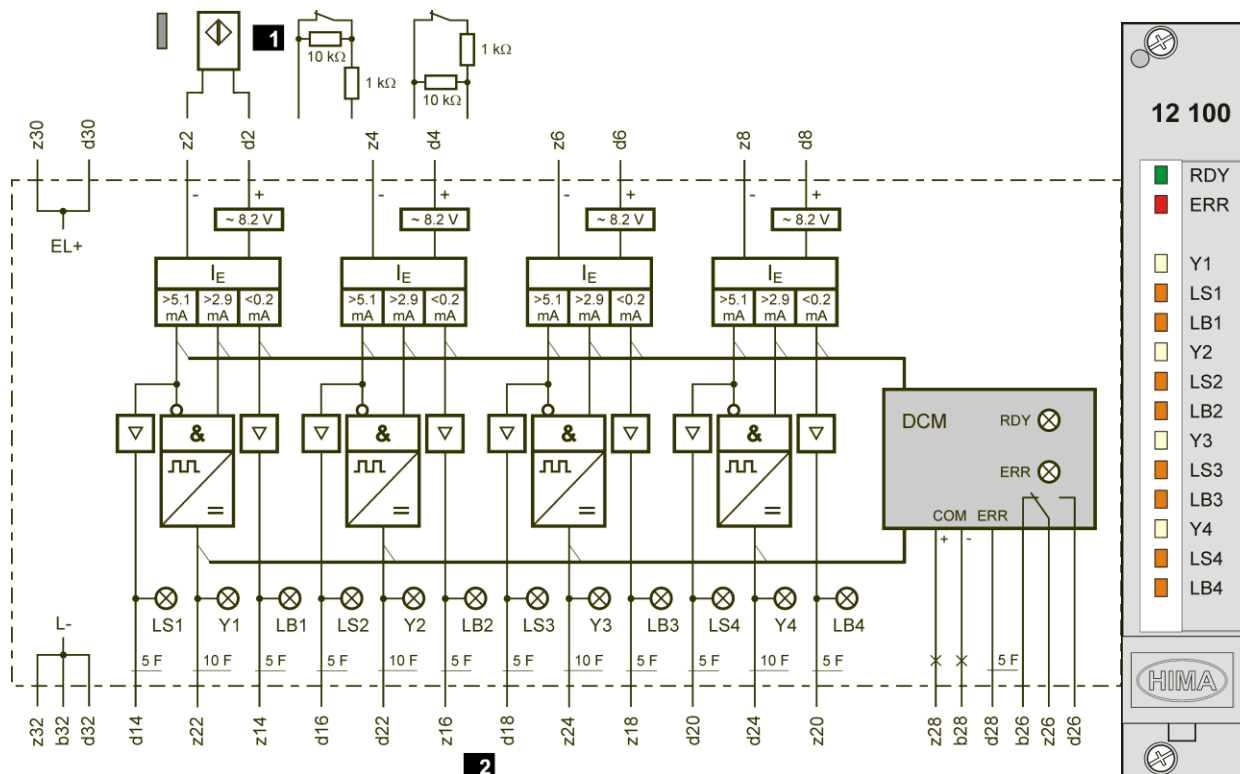 1
10 kΩ
1 kΩ
1 kΩ
10 kΩ
z30 d30 z2 d2 z4 d4 z6 d6 z8 d8
- + - + - + - +
~ 8.2 V ~ 8.2 V ~ 8.2 V ~ 8.2 V
EL+
IE IE IE IE
>5.1 mA >2.9 mA <0.2 mA >5.1 mA >2.9 mA <0.2 mA >5.1 mA >2.9 mA <0.2 mA >5.1 mA >2.9 mA <0.2 mA
& & & &
= = = =
DCM RDY
ERR
COM ERR
+ -
LS1 Y1 LB1 LS2 Y2 LB2 LS3 Y3 LB3 LS4 Y4 LB4
L-
5 F 10 F 5 F 5 F 10 F 5 F 5 F 10 F 5 F 5 F 10 F 5 F 5 F
z32 b32 d32 d14 z22 z14 d16 d22 z16 d18 z24 z18 d20 d24 z20 z28 b28 d28 b26 z26 d26
2
12 100
RDY
ERR
Y1
LS1
LB1
Y2
LS2
LB2
Y3
LS3
LB3
Y4
LS4
LB4
HIMA